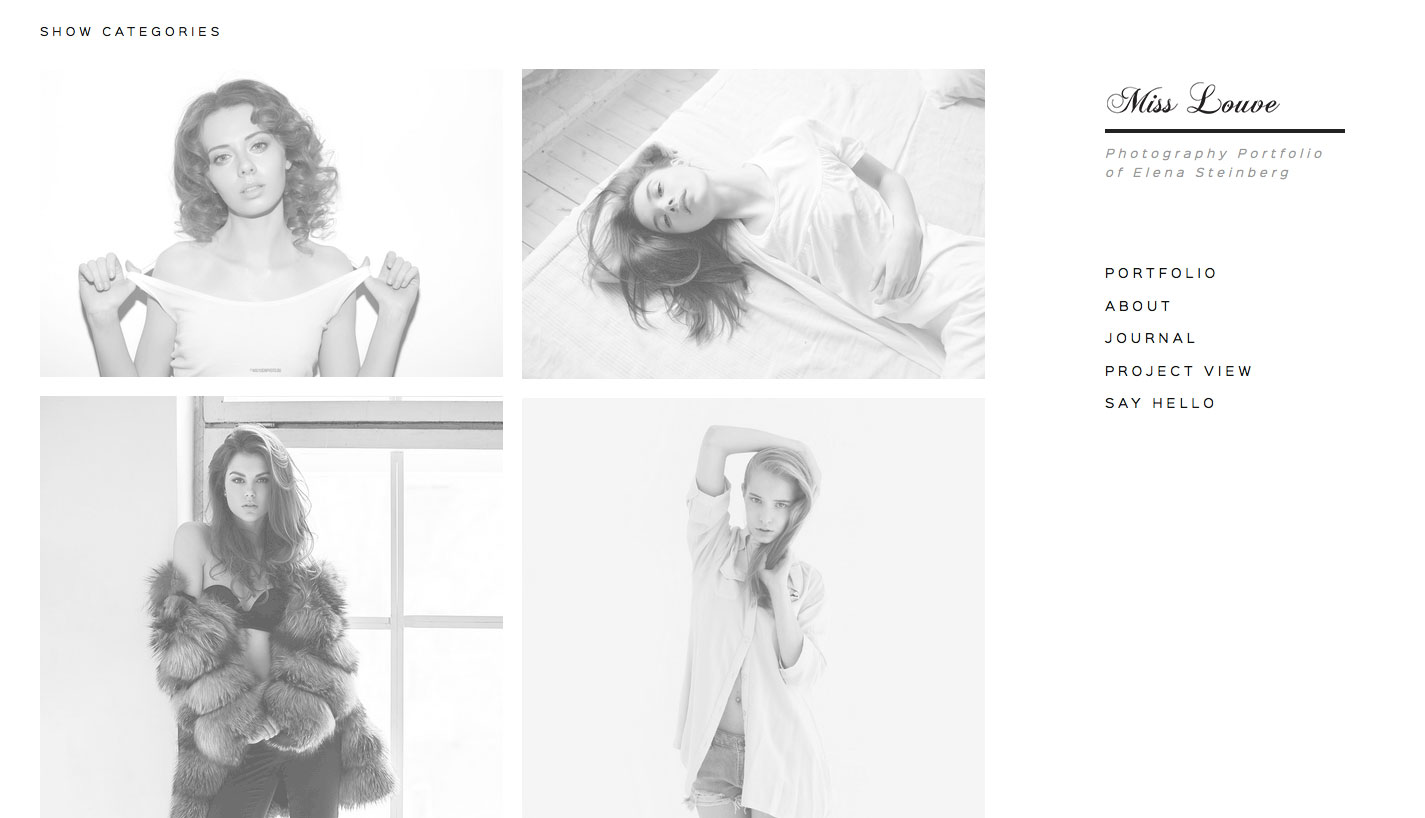 SHOW CATEGORIES
Miss Louve
Photography Portfolio
of Elena Steinberg
PORTFOLIO
ABOUT
JOURNAL
PROJECT VIEW
SAY HELLO